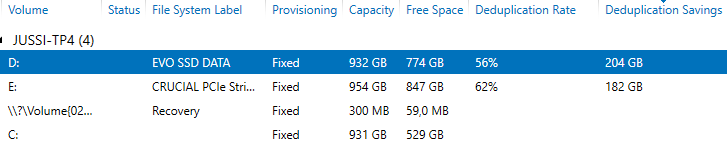 Volume Status File System Label Provisioning Capacity Free Space Deduplication Rate Deduplication Savings
JUSSI-TP4 (4)
D: EVO SSD DATA Fixed 932 GB 774 GB 56% 204 GB
E: CRUCIAL PCIe Stri... Fixed 954 GB 847 GB 62% 182 GB
\\?\Volume{02... Recovery Fixed 300 MB 59,0 MB
C: Fixed 931 GB 529 GB